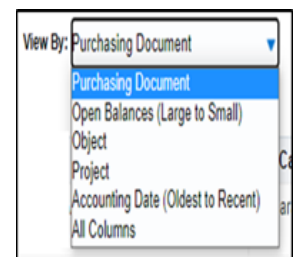 View By: Purchasing Document
Purchasing Document
Open Balances (Large to Small)
Object
Project
Accounting Date (Oldest to Recent)
All Columns